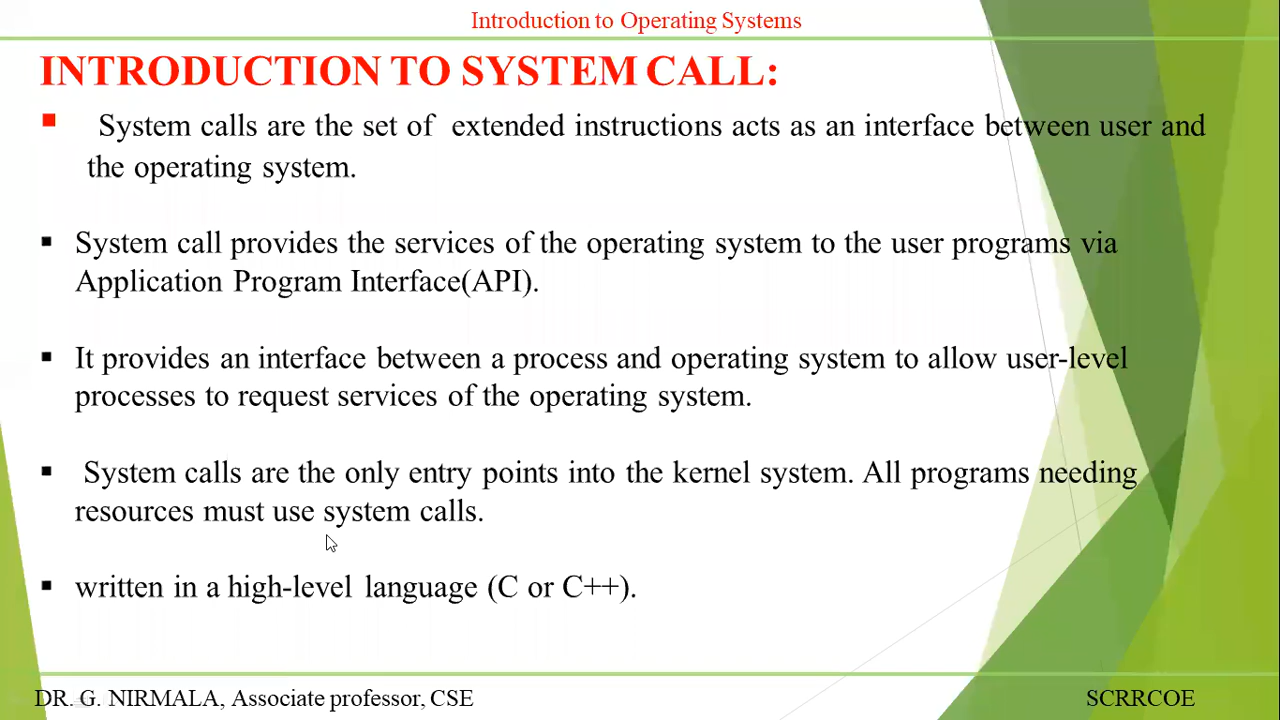 Introduction to Operating Systems
INTRODUCTION TO SYSTEM CALL:
▪ System calls are the set of extended instructions acts as an interface between user and
the operating system.
▪ System call provides the services of the operating system to the user programs via
Application Program Interface(API).
▪ It provides an interface between a process and operating system to allow user-level
processes to request services of the operating system.
▪ System calls are the only entry points into the kernel system. All programs needing
resources must use system calls.
▪ written in a high-level language (C or C++).
DR. G. NIRMALA, Associate professor, CSE
SCRRCOE